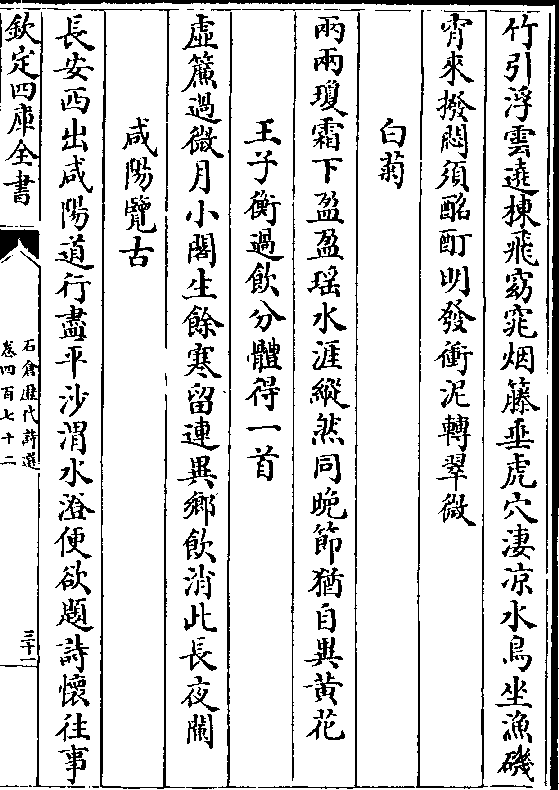 竹引浮雲遶棟飛窈窕烟籐垂虎穴淒凉水鳥坐漁磯
宵來撥悶須酩酊明發衝泥轉翠微
白菊
兩兩瓊霜下盈盈瑶水涯縱然同晚節猶自異黄花
王子衡過飲分體得一首
虚簾過微月小閣生餘寒留連異鄉飲消此長夜闌
咸陽覽古
長安西出咸陽道行盡平沙渭水澄便欲題詩懷往事
欽定四庫全書
石倉歷代詩選
卷四百七十二
三十二